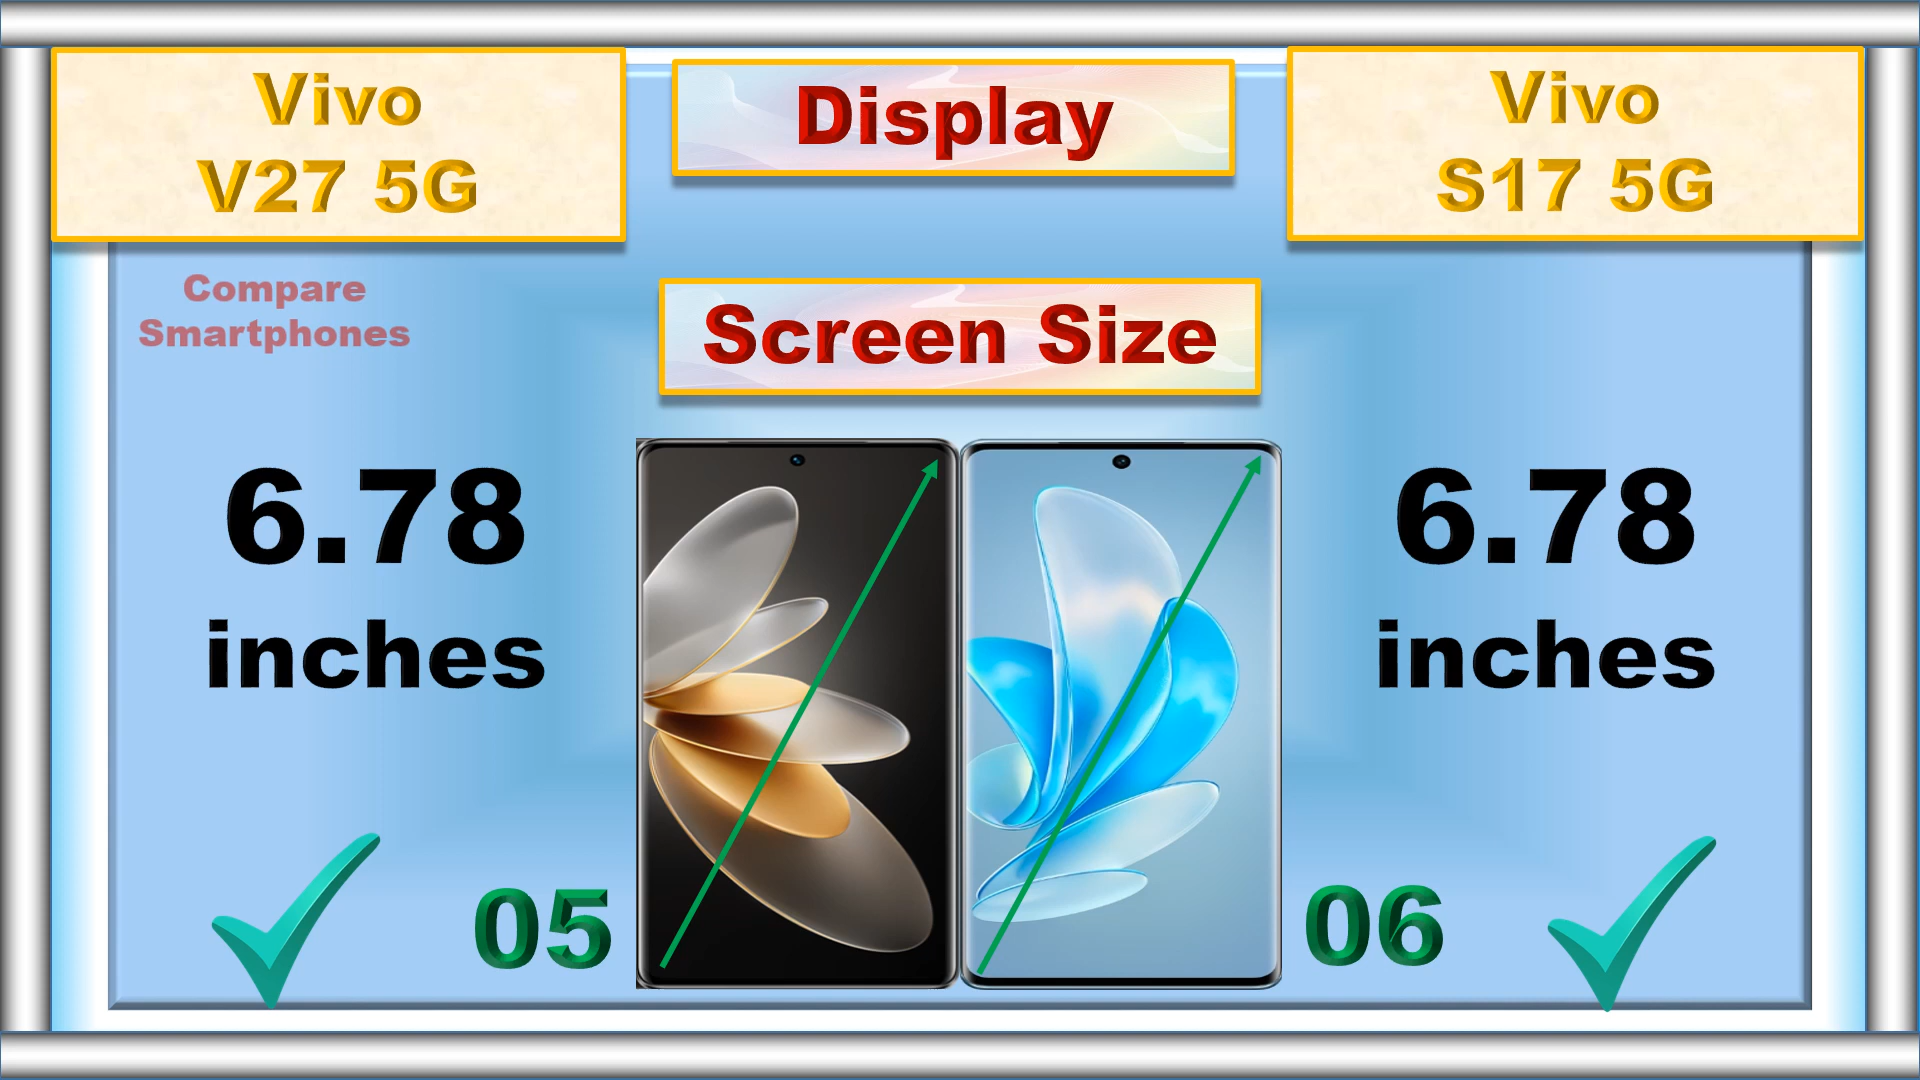 Vivo
V27 5G
Display
Vivo
S17 5G
Compare
Smartphones
Screen Size
6.78
inches
6.78
inches
05
06